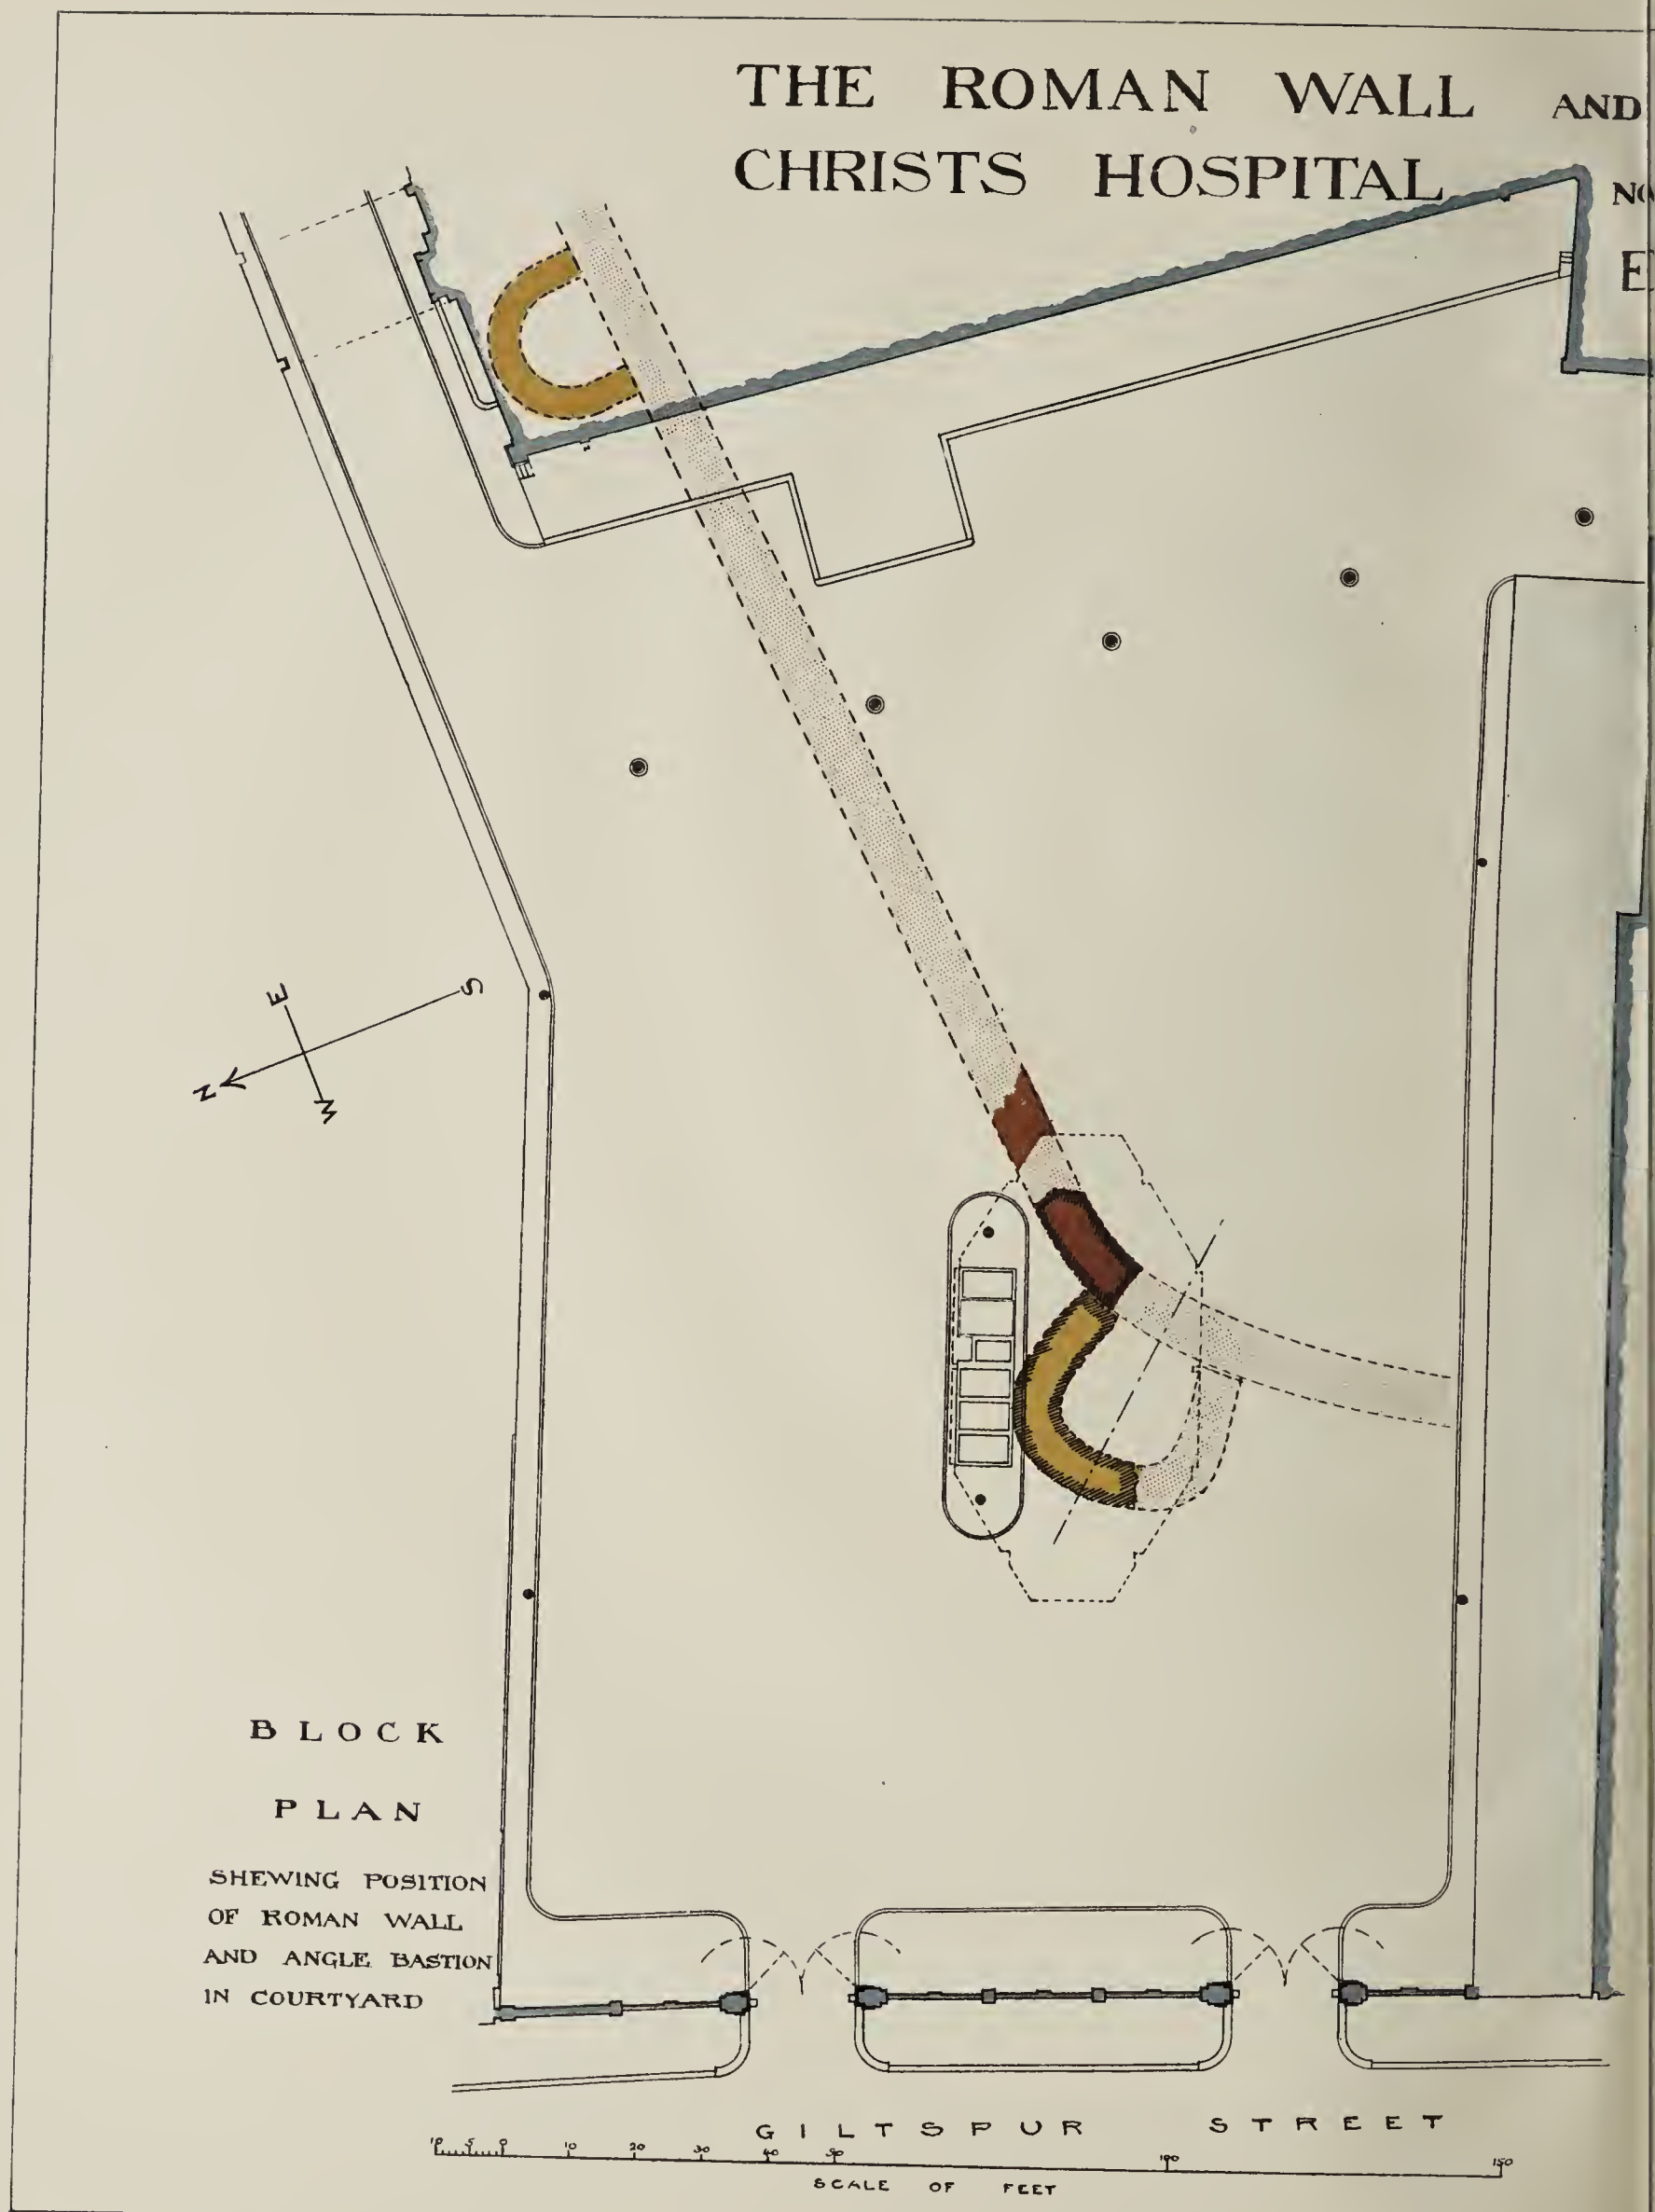 THE ROMAN WALL AND
CHRISTS HOSPITAL
E
S
N
W
BLOCK
PLAN
SHEWING POSITION
OF ROMAN WALL
AND ANGLE BASTION
IN COURTYARD
GILTSPUR STREET
10 5 0 10 20 30 40 50 100 150
SCALE OF FEET